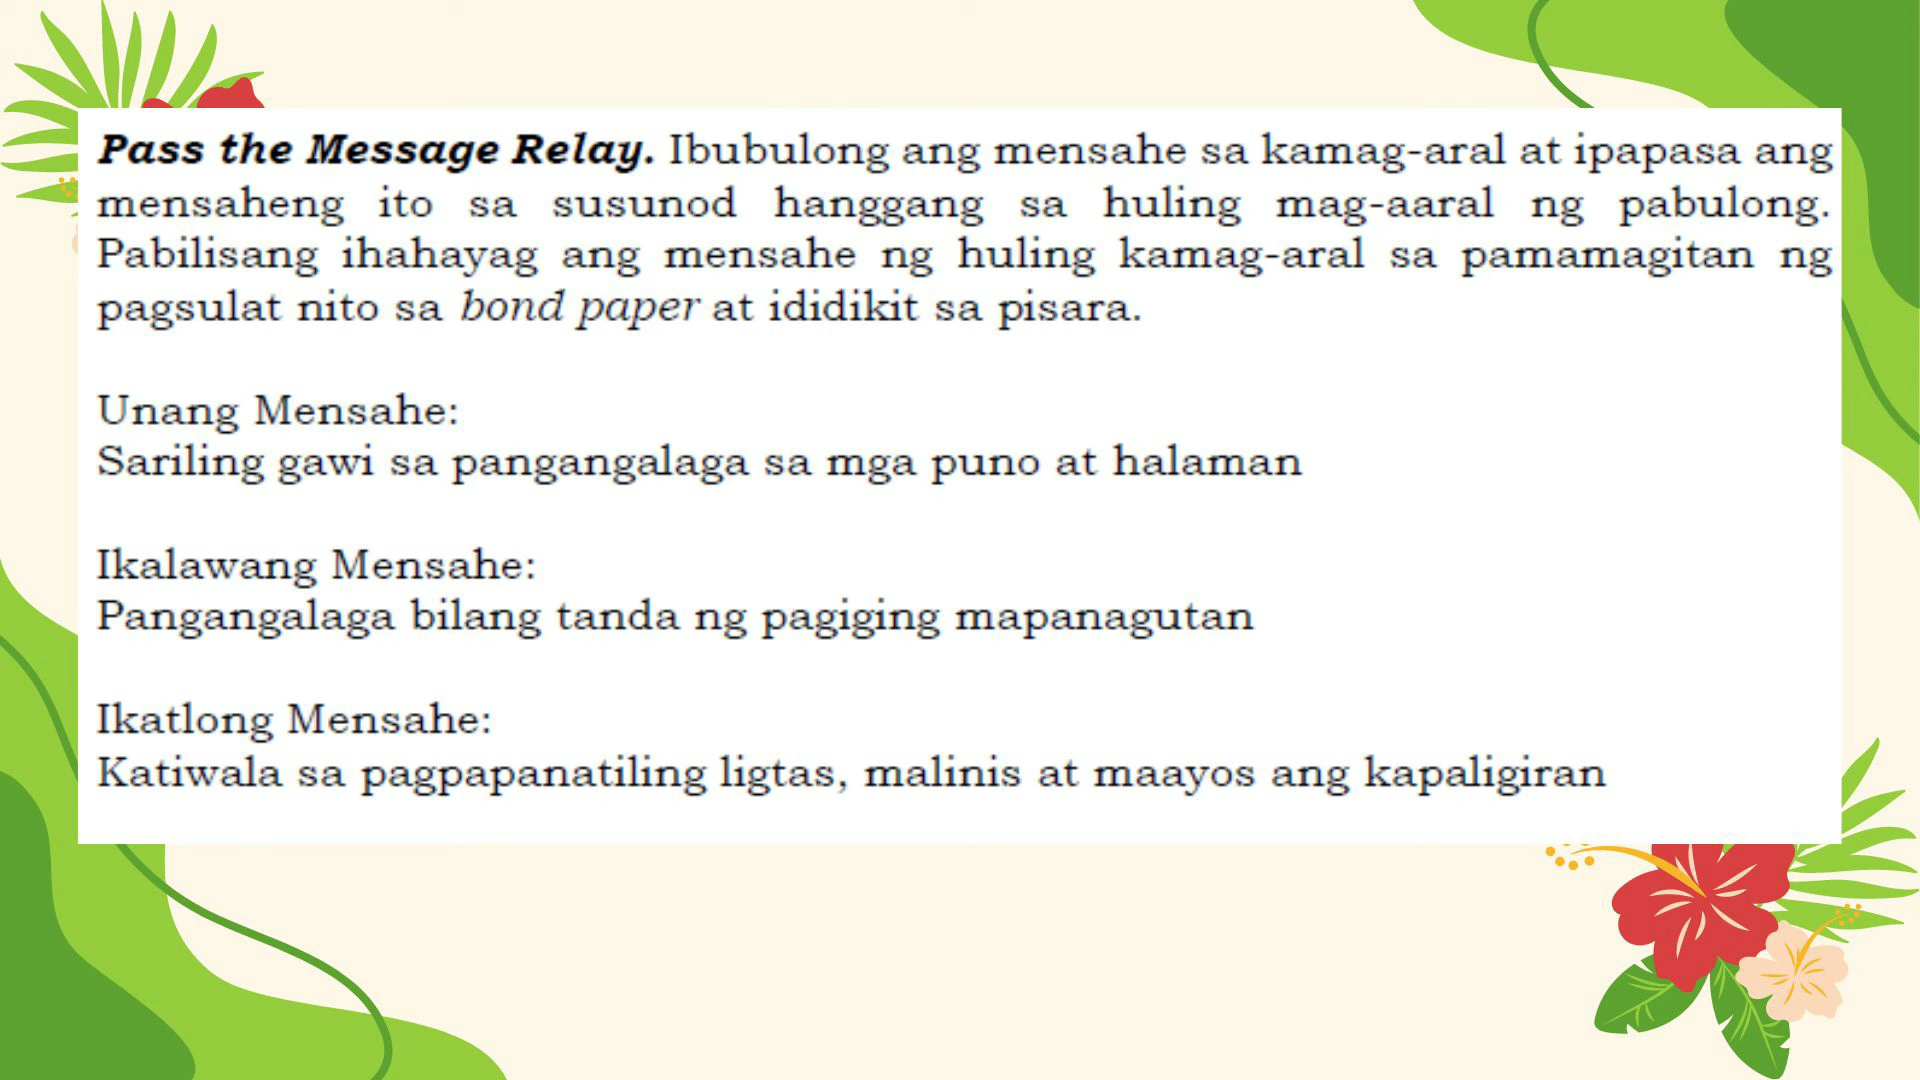 Pass the Message Relay. Ibubulong ang mensahe sa kamag-aral at ipapasa ang
mensaheng ito sa susunod hanggang sa huling mag-aaral ng pabulong.
Pabilisang ihahayag ang mensahe ng huling kamag-aral sa pamamagitan ng
pagsulat nito sa bond paper at ididikit sa pisara.
Unang Mensahe:
Sariling gawi sa pangangalaga sa mga puno at halaman
Ikalawang Mensahe:
Pangangalaga bilang tanda ng pagiging mapanagutan
Ikatlong Mensahe:
Katiwala sa pagpapanatiling ligtas, malinis at maayos ang kapaligiran